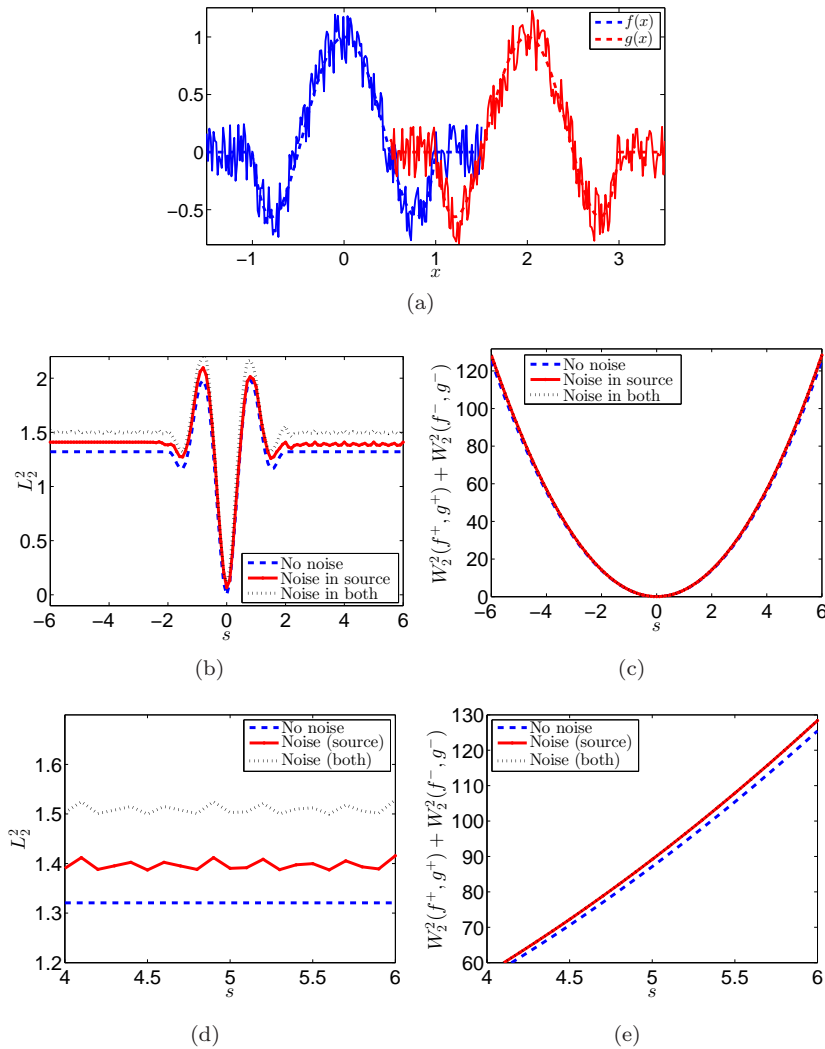 f(x)
g(x)
1
0.5
0
−0.5
−1 0 1 2 3
x
(a)
2
1.5
1
0.5
0
L₂²
No noise
Noise in source
Noise in both
−6 −4 −2 0 2 4 6
s
(b)
120
100
80
60
40
20
0
W₂²(f⁺, g⁺) + W₂²(f⁻, g⁻)
No noise
Noise in source
Noise in both
−6 −4 −2 0 2 4 6
s
(c)
1.6
1.5
1.4
1.3
1.2
L₂²
No noise
Noise (source)
Noise (both)
4 4.5 5 5.5 6
s
(d)
130
120
110
100
90
80
70
60
W₂²(f⁺, g⁺) + W₂²(f⁻, g⁻)
No noise
Noise (source)
Noise (both)
4 4.5 5 5.5 6
s
(e)